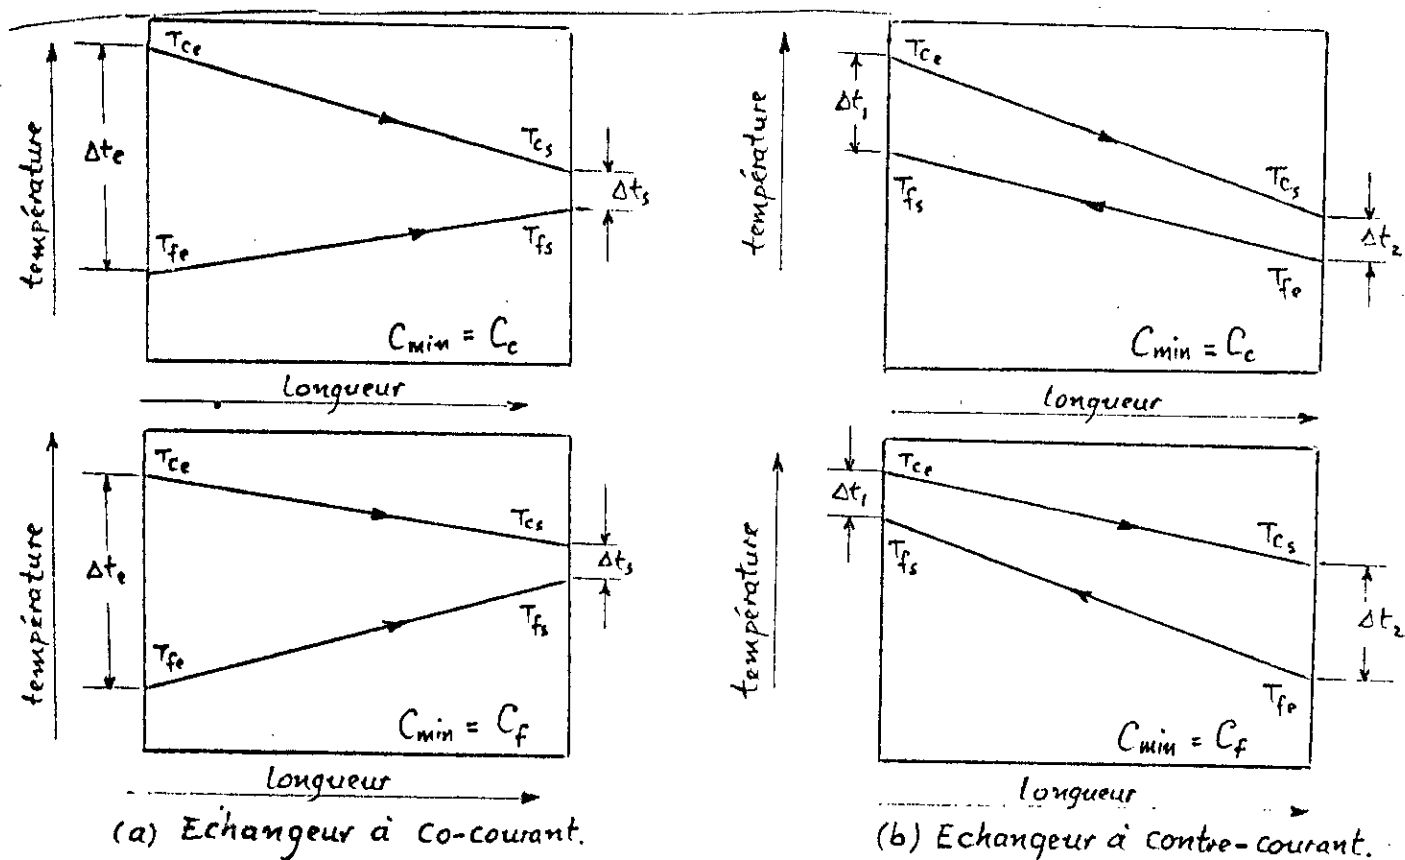 température
Tce
Δte
Tcs
Δts
Tfe
Tfs
Cmin = Cc
longueur
température
Tce
Δt1
Tfs
Tcs
Δt2
Tfe
Cmin = Cc
longueur
température
Tce
Δte
Tcs
Δts
Tfe
Tfs
Cmin = Cf
longueur
(a) Echangeur à Co-courant.
température
Tce
Δt1
Tfs
Tcs
Δt2
Tfe
Cmin = Cf
longueur
(b) Echangeur à contre-courant.